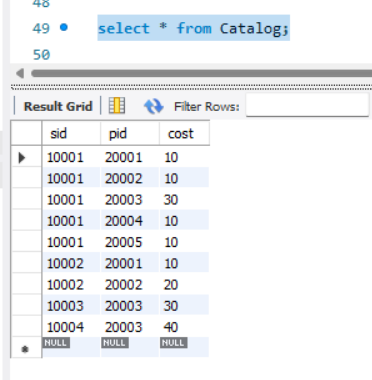 48
49 select * from Catalog;
50
Result Grid Filter Rows:
sid pid cost
10001 20001 10
10001 20002 10
10001 20003 30
10001 20004 10
10001 20005 10
10002 20001 10
10002 20002 20
10003 20003 30
10004 20003 40
NULL NULL NULL